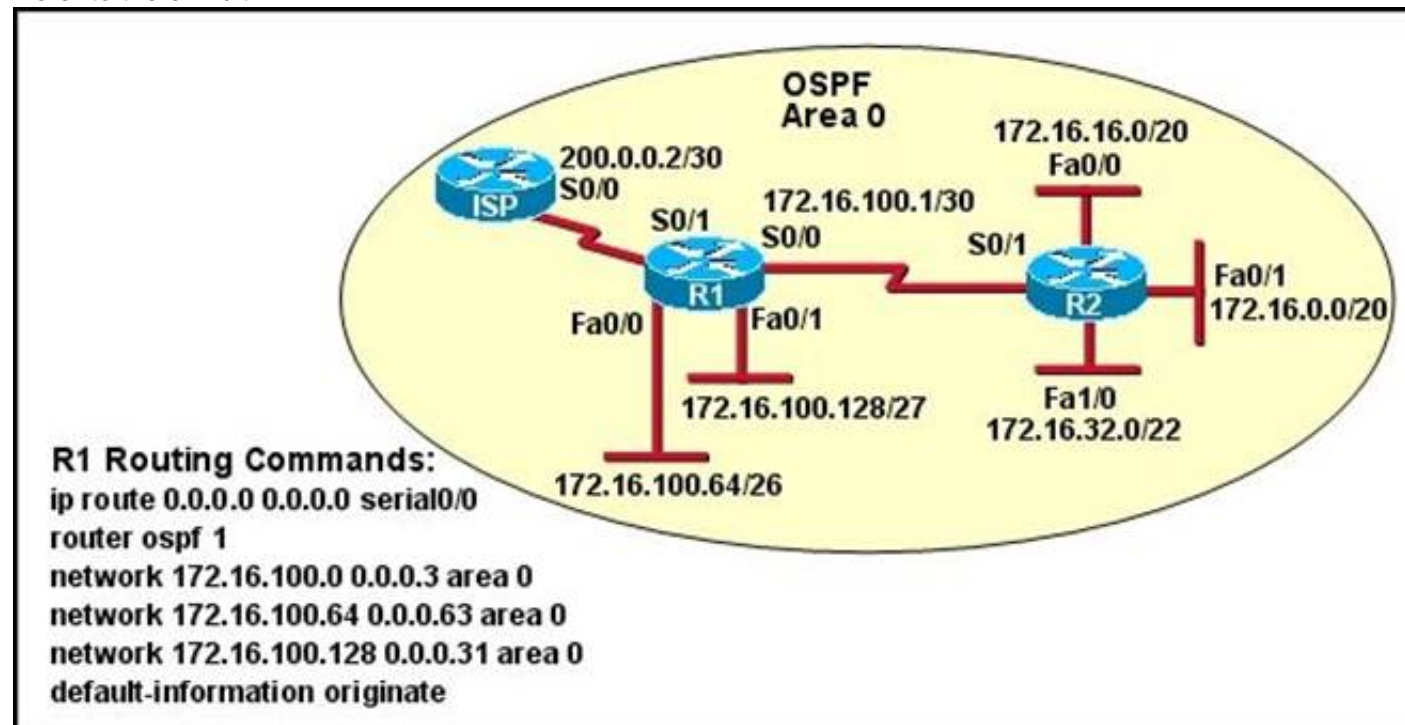 OSPF
Area 0
172.16.16.0/20
Fa0/0
200.0.0.2/30
S0/0
ISP
172.16.100.1/30
S0/1
S0/0
S0/1
R1
R2
Fa0/1
172.16.0.0/20
Fa0/0
Fa0/1
172.16.100.128/27
Fa1/0
172.16.32.0/22
172.16.100.64/26
R1 Routing Commands:
ip route 0.0.0.0 0.0.0.0 serial0/0
router ospf 1
network 172.16.100.0 0.0.0.3 area 0
network 172.16.100.64 0.0.0.63 area 0
network 172.16.100.128 0.0.0.31 area 0
default-information originate